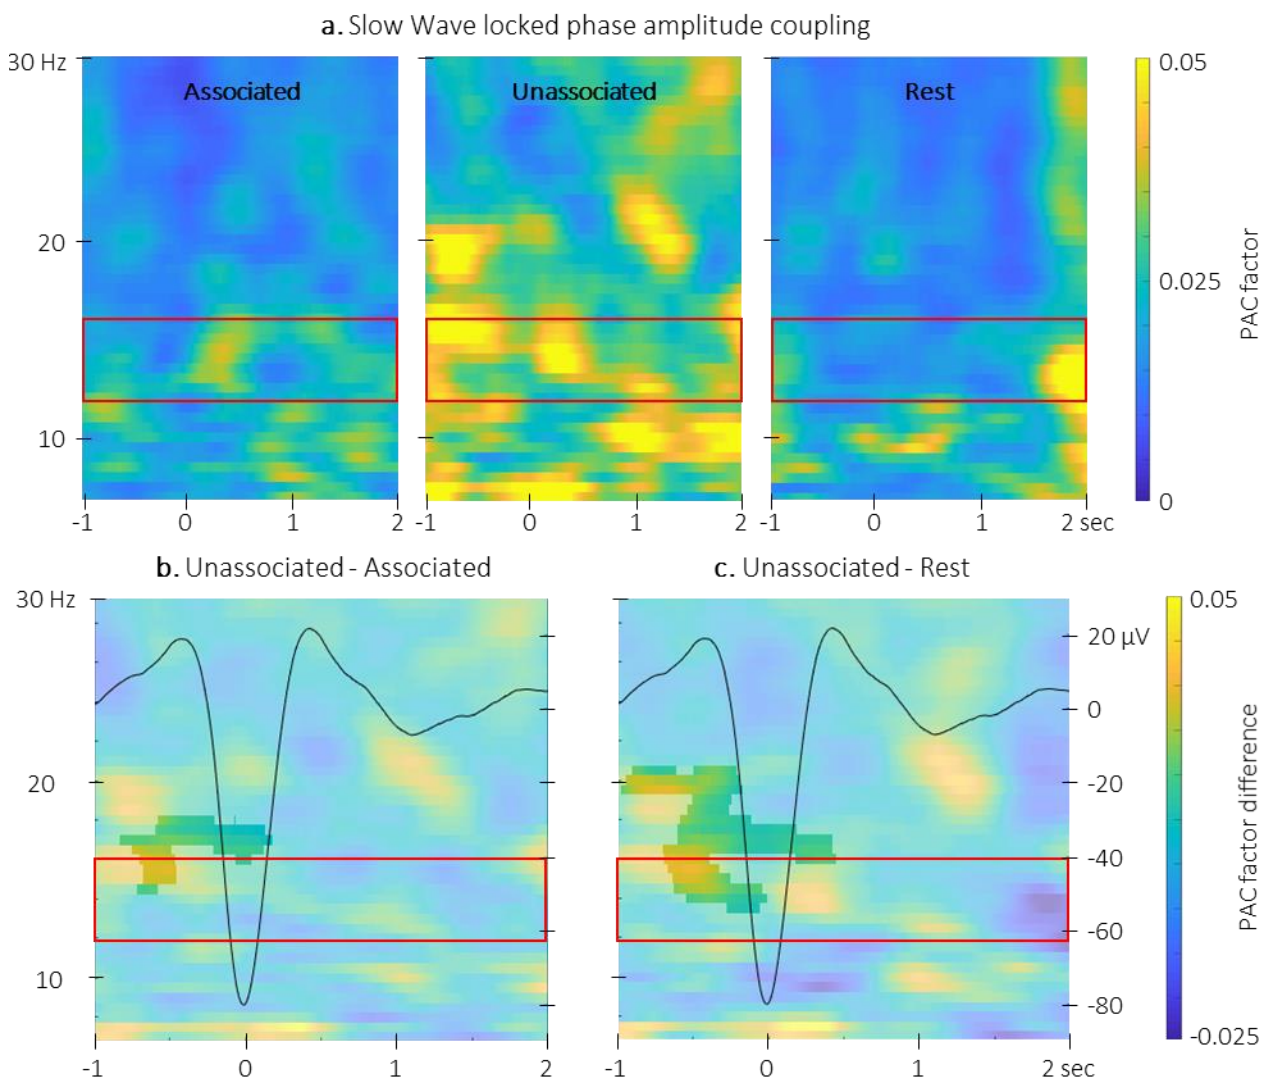 a. Slow Wave locked phase amplitude coupling
30 Hz
20
10
Associated
Unassociated
Rest
-1 0 1 2
-1 0 1 2
-1 0 1 2 sec
0.05
0.025
0
PAC factor
b. Unassociated - Associated
c. Unassociated - Rest
30 Hz
20
10
20 µV
0
-20
-40
-60
-80
-1 0 1 2
-1 0 1 2 sec
0.05
-0.025
PAC factor difference